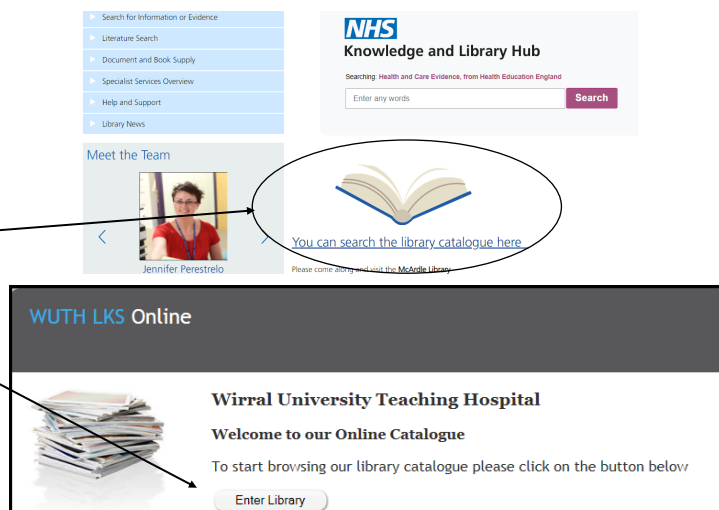 Search for Information or Evidence
Literature Search
Document and Book Supply
Specialist Services Overview
Help and Support
Library News
NHS
Knowledge and Library Hub
Searching: Health and Care Evidence, from Health Education England
Enter any words
Search
Meet the Team
Jennifer Perestrelo
You can search the library catalogue here
Please come along and visit the McArdle Library
WUTH LKS Online
Wirral University Teaching Hospital
Welcome to our Online Catalogue
To start browsing our library catalogue please click on the button below
Enter Library